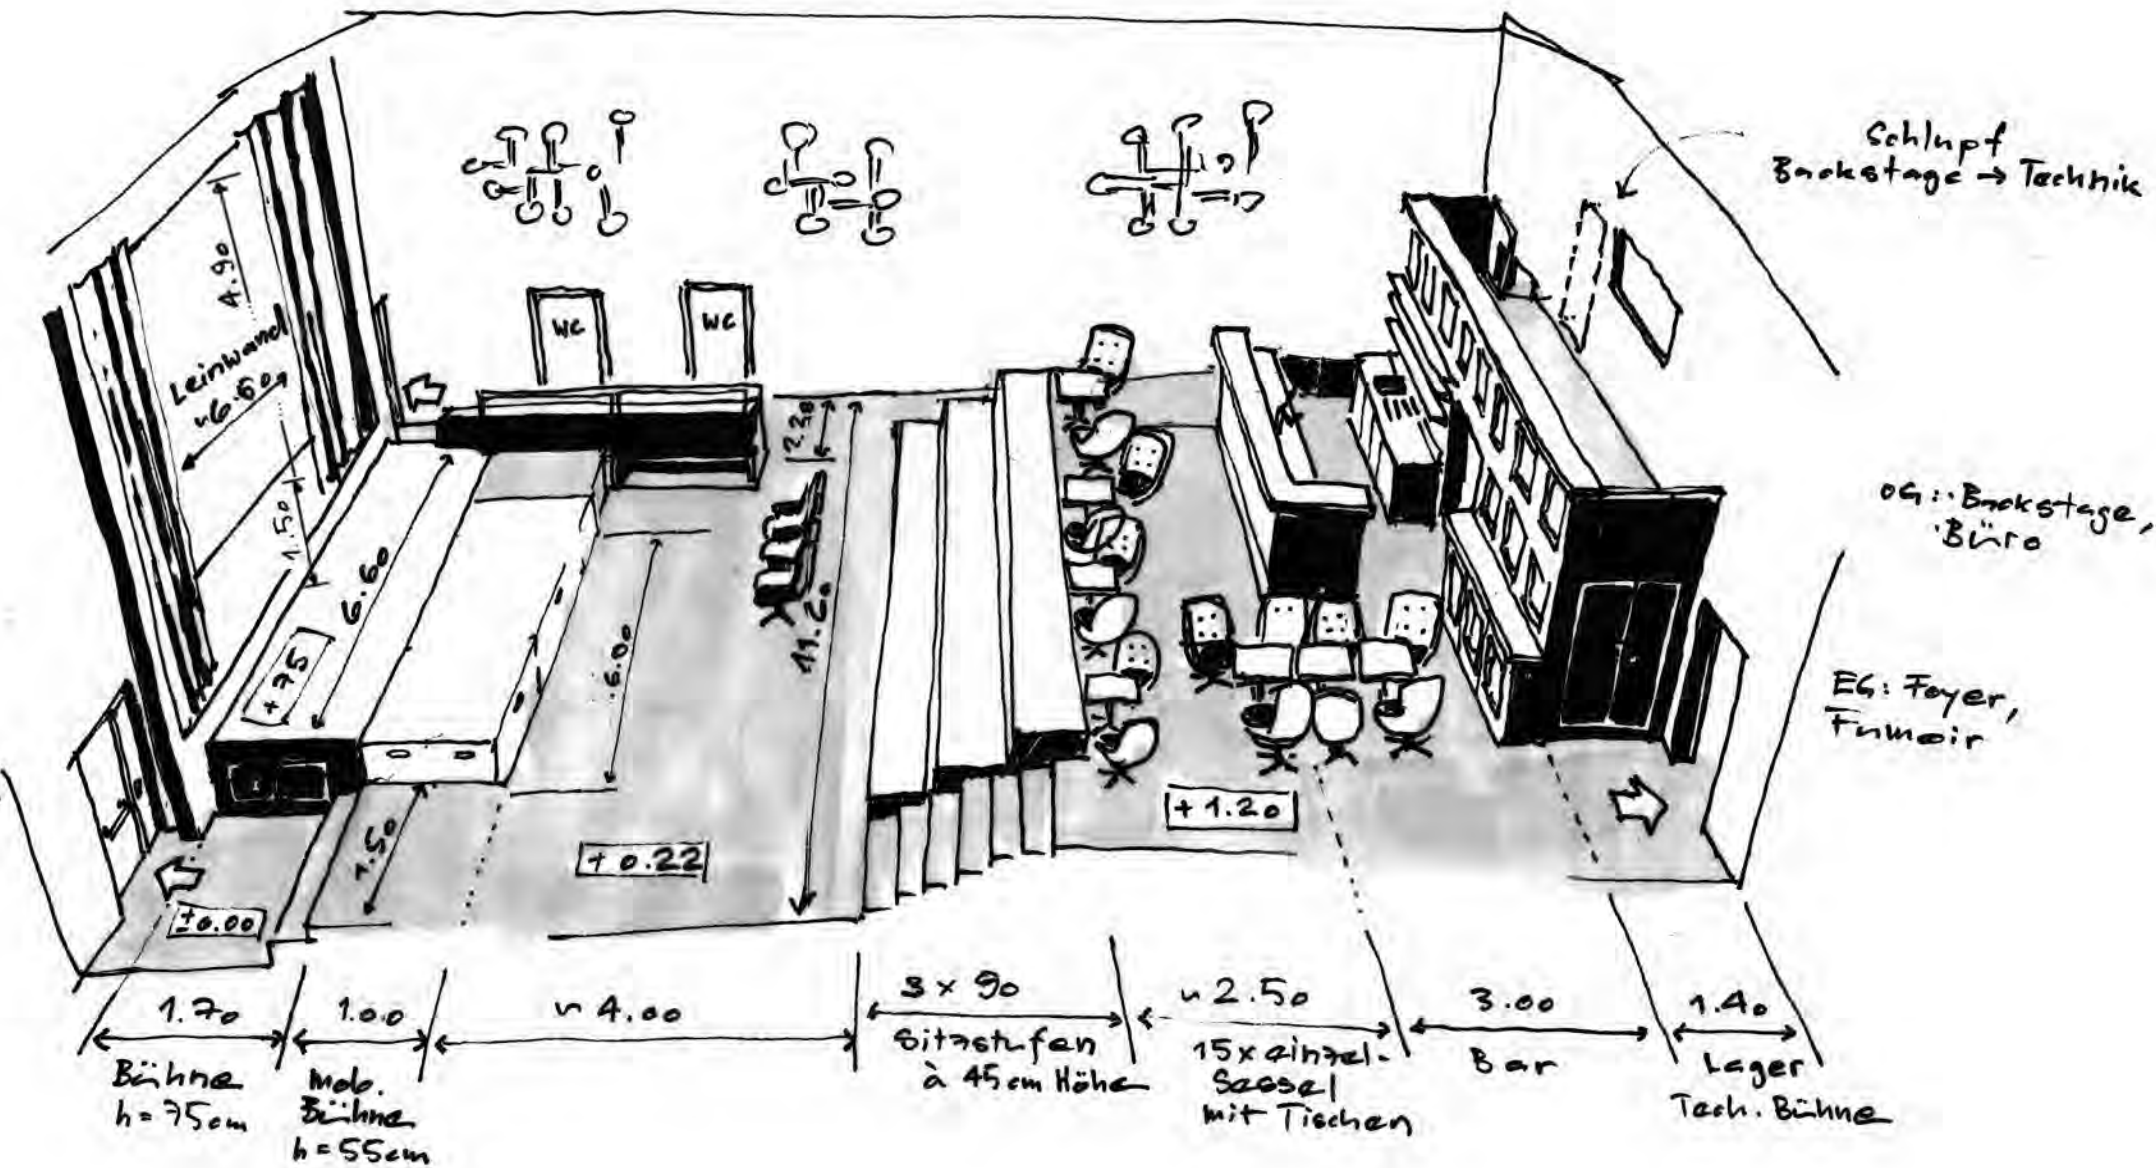 Schlupf
Backstage → Technik
4.90
Leinwand
~6.60
WC
WC
2.20
1.50
6.60
+75
6.00
11.60
OG: Backstage,
Büro
EG: Foyer,
Fumoir
+1.20
1.50
+0.22
±0.00
1.70
1.00
~ 4.00
3 x 90
~ 2.50
3.00
1.40
Bühne
h = 75cm
mob.
Bühne
h = 55cm
Sitzstufen
à 45cm Höhe
15x einzel-
Sessel
mit Tischen
Bar
Lager
Tech. Bühne